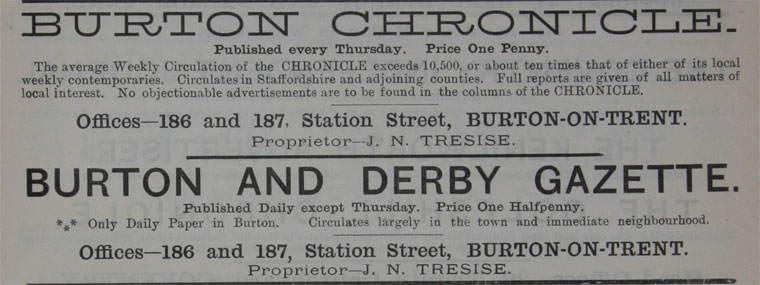 BURTON CHRONICLE.
Published every Thursday. Price One Penny.
The average Weekly Circulation of the CHRONICLE exceeds 10,500, or about ten times that of either of its local
weekly contemporaries. Circulates in Staffordshire and adjoining counties. Full reports are given of all matters of
local interest. No objectionable advertisements are to be found in the columns of the CHRONICLE.
Offices—186 and 187, Station Street, BURTON-ON-TRENT.
Proprietor—J. N. TRESISE.
BURTON AND DERBY GAZETTE.
Published Daily except Thursday. Price One Halfpenny.
*⁎* Only Daily Paper in Burton. Circulates largely in the town and immediate neighbourhood.
Offices—186 and 187, Station Street, BURTON-ON-TRENT.
Proprietor—J. N. TRESISE.